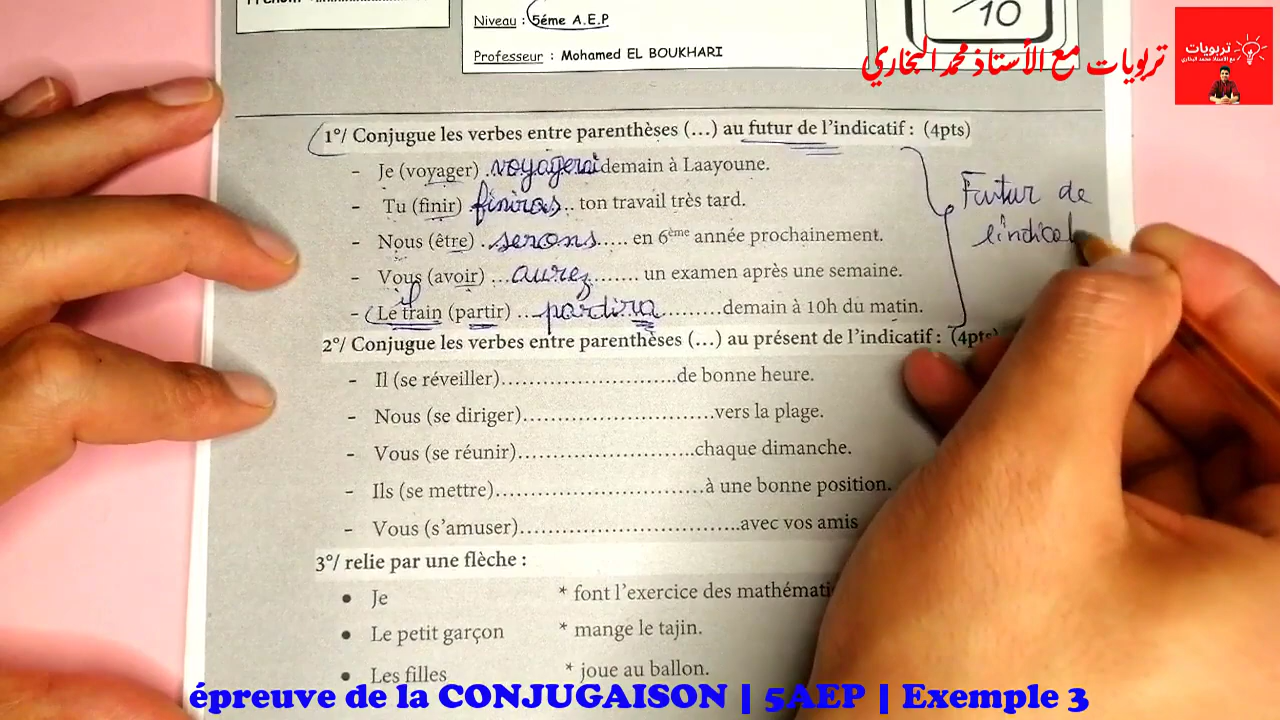 Niveau : 5éme A.E.P
10
Professeur : Mohamed EL BOUKHARI
تربويات مع الأستاذ محمد البخاري
تربويات
مع الأستاذ محمد البخاري
1°/ Conjugue les verbes entre parenthèses (…) au futur de l’indicatif : (4pts)
- Je (voyager) .voyagerai demain à Laayoune.
- Tu (finir) .finiras... ton travail très tard.
- Nous (être) ..serons..... en 6ème année prochainement.
- Vous (avoir) ...aurez......... un examen après une semaine.
il
- Le train (partir) ...pardira..........demain à 10h du matin.
Futur de
l'indicat
2°/ Conjugue les verbes entre parenthèses (…) au présent de l’indicatif : (4pts)
- Il (se réveiller)……………………….de bonne heure.
- Nous (se diriger)…………………………vers la plage.
- Vous (se réunir)……………………….chaque dimanche.
- Ils (se mettre)……………………………à une bonne position.
- Vous (s’amuser)……………………………..avec vos amis
3°/ relie par une flèche :
• Je * font l’exercice des mathémati
• Le petit garçon * mange le tajin.
• Les filles * joue au ballon.
épreuve de la CONJUGAISON | 5AEP | Exemple 3